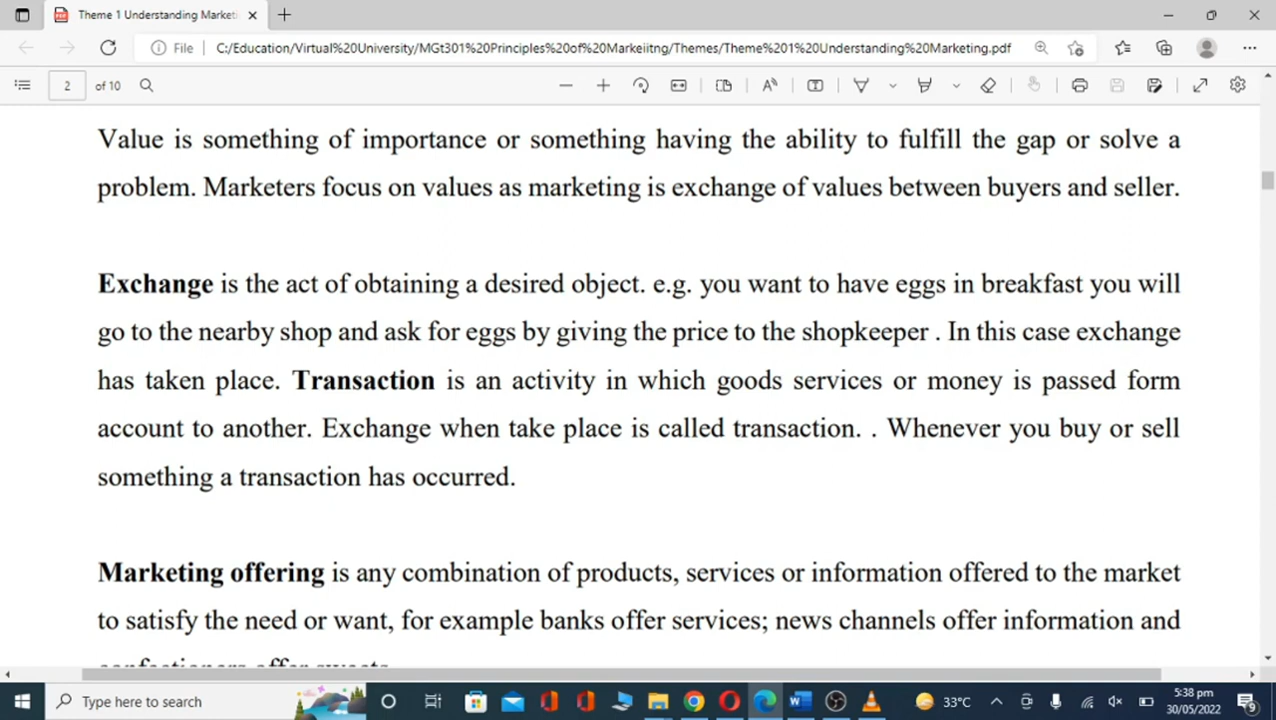 Theme 1 Understanding Marketi
File
C:/Education/Virtual%20University/MGt301%20Principles%20of%20Markeiitng/Themes/Theme%201%20Understanding%20Marketing.pdf
2 of 10
Value is something of importance or something having the ability to fulfill the gap or solve a
problem. Marketers focus on values as marketing is exchange of values between buyers and seller.
Exchange is the act of obtaining a desired object. e.g. you want to have eggs in breakfast you will
go to the nearby shop and ask for eggs by giving the price to the shopkeeper . In this case exchange
has taken place. Transaction is an activity in which goods services or money is passed form
account to another. Exchange when take place is called transaction. . Whenever you buy or sell
something a transaction has occurred.
Marketing offering is any combination of products, services or information offered to the market
to satisfy the need or want, for example banks offer services; news channels offer information and
confectioners offer sweets
Type here to search
33°C
5:38 pm
30/05/2022
9